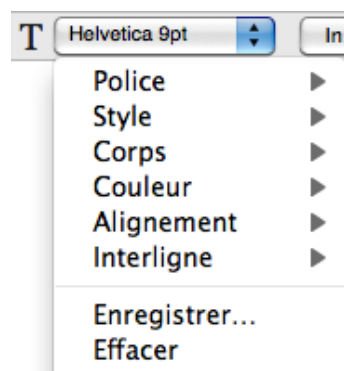 T Helvetica 9pt In
Police
Style
Corps
Couleur
Alignement
Interligne
Enregistrer...
Effacer